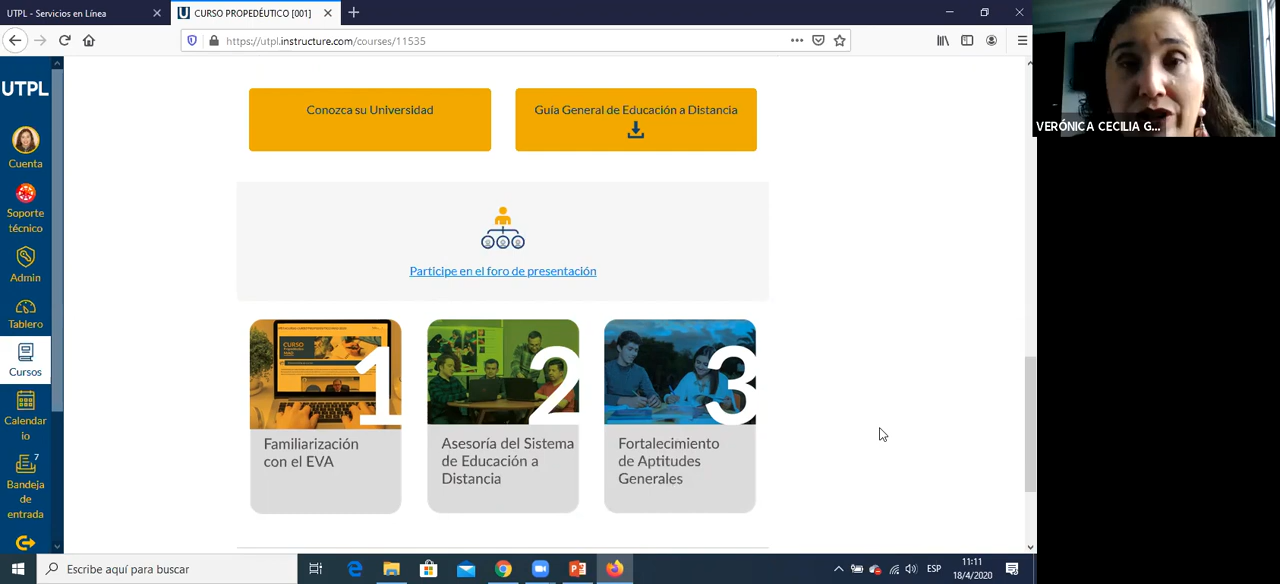 UTPL - Servicios en Línea
CURSO PROPEDÉUTICO [001]
https://utpl.instructure.com/courses/11535
UTPL
Cuenta
Soporte
técnico
Admin
Tablero
Cursos
Calendar
io
7
Bandeja
de
entrada
Conozca su Universidad
Guía General de Educación a Distancia
Participe en el foro de presentación
1
Familiarización
con el EVA
2
Asesoría del Sistema
de Educación a
Distancia
3
Fortalecimiento
de Aptitudes
Generales
VERÓNICA CECILIA G...
Escribe aquí para buscar
ESP
11:11
18/4/2020